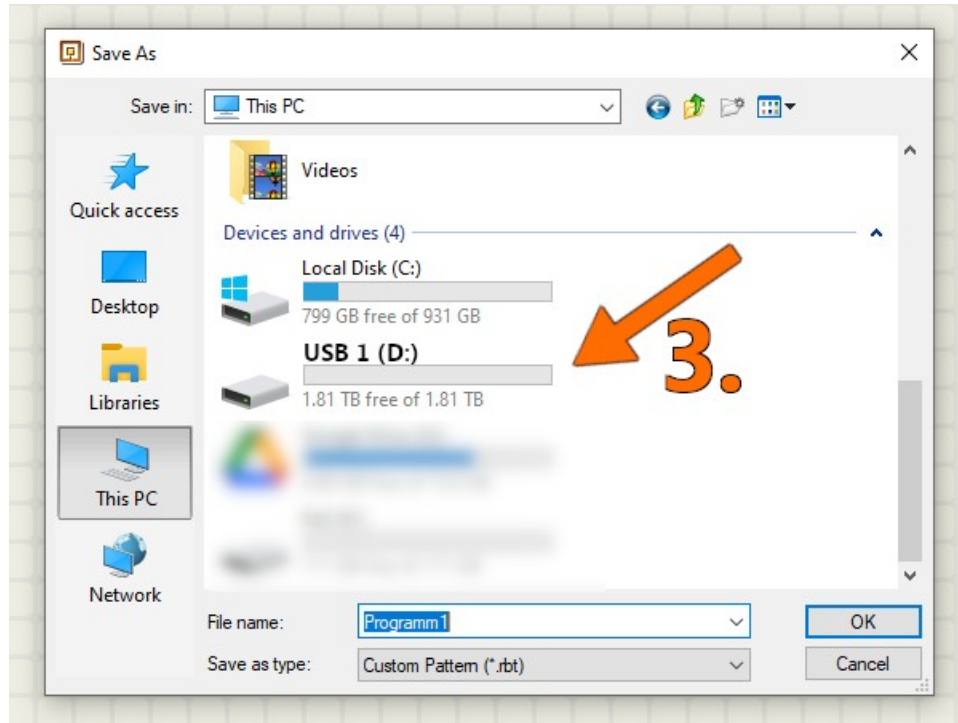 Save As
Save in:
This PC
Quick access
Desktop
Libraries
This PC
Network
Videos
Devices and drives (4)
Local Disk (C:)
799 GB free of 931 GB
USB 1 (D:)
1.81 TB free of 1.81 TB
3.
File name:
Programm1
OK
Save as type:
Custom Pattern (*.rbt)
Cancel